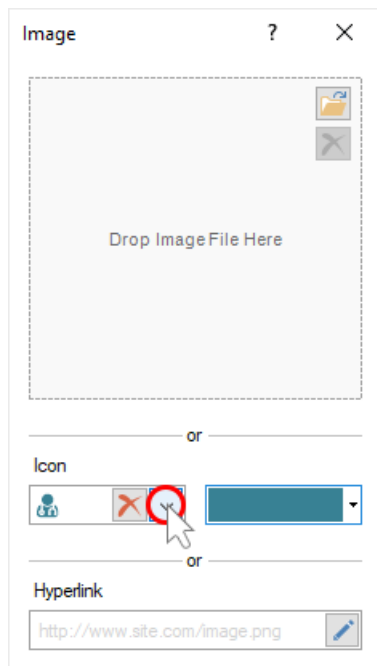 Image ?
Drop Image File Here
or
Icon
or
Hyperlink
http://www.site.com/image.png